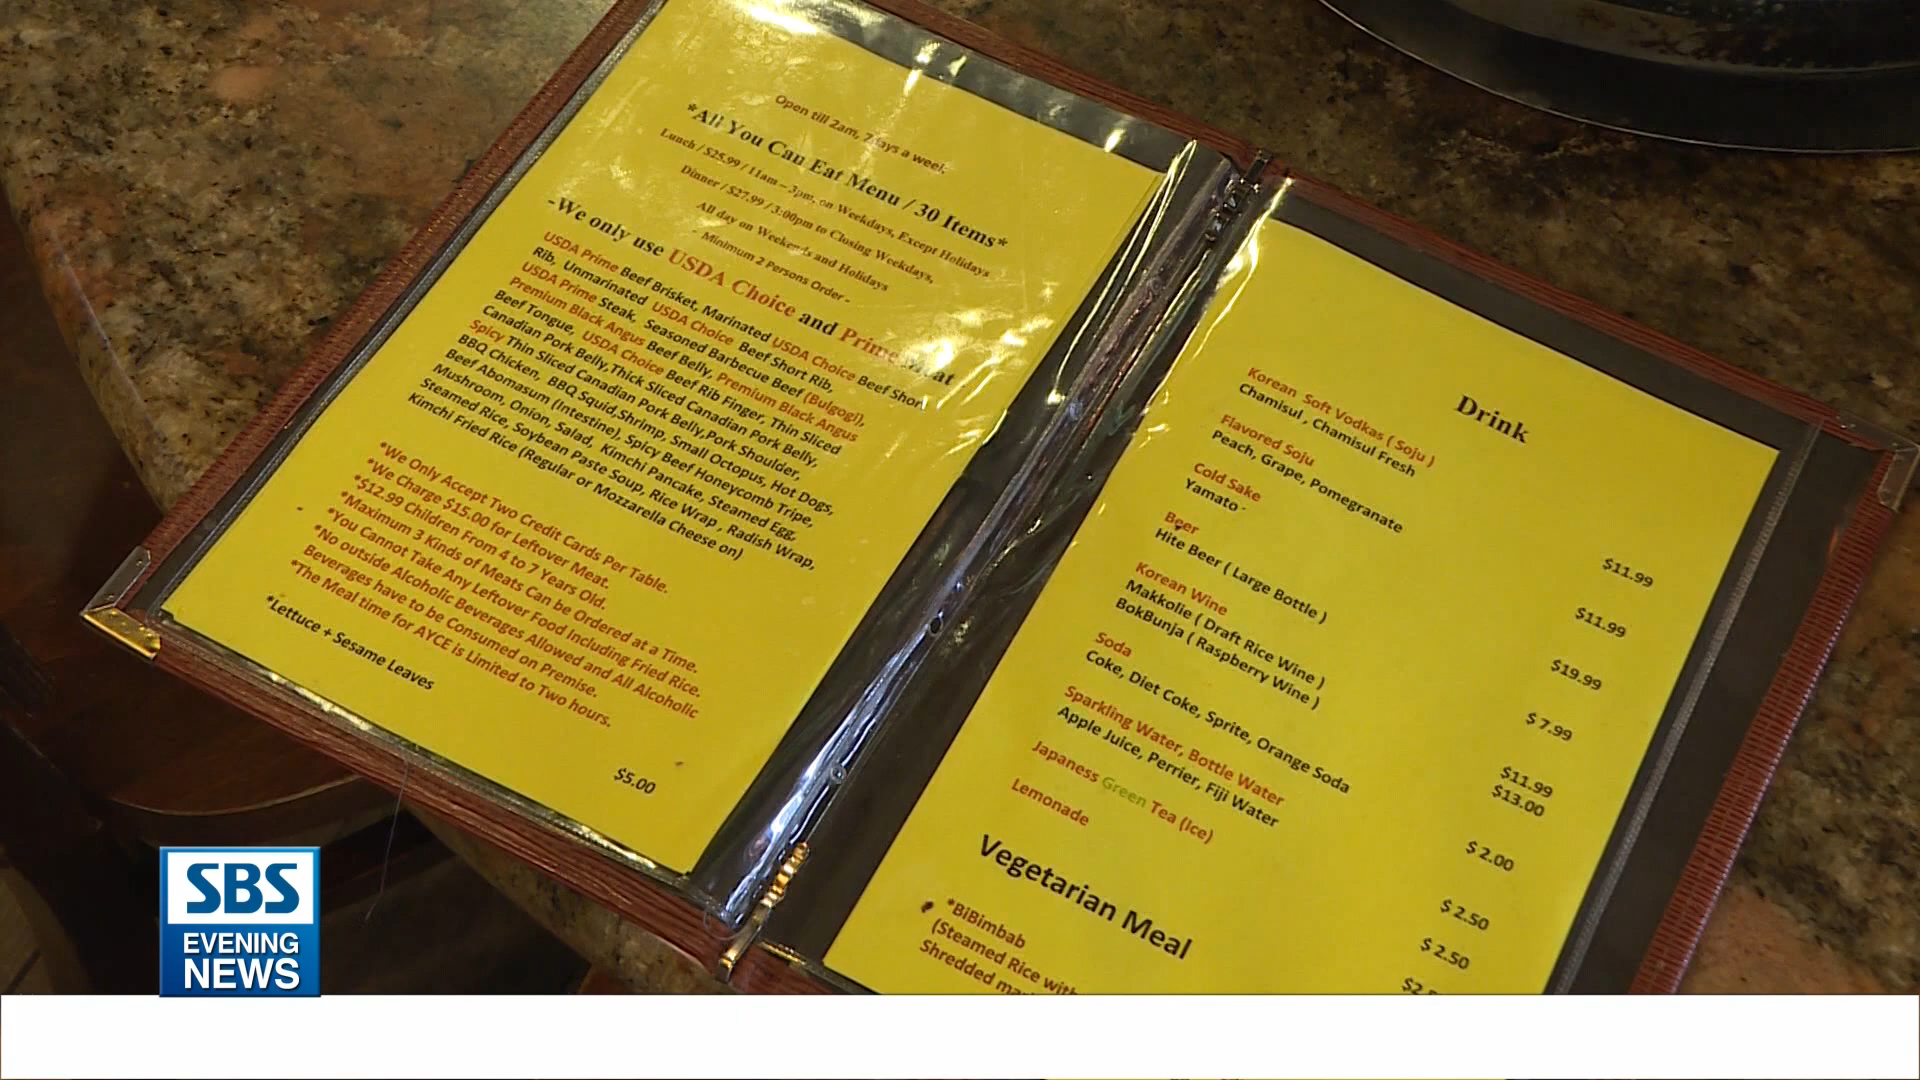 Open till 2am, 7 days a week
*All You Can Eat Menu / 30 Items*
Lunch / $25.99 / 11am – 3pm, on Weekdays, Except Holidays
Dinner / $27.99 / 3:00pm to Closing Weekdays,
All day on Weekends and Holidays
- Minimum 2 Persons Order -
-We only use USDA Choice and Prime
USDA Prime Beef Brisket, Marinated USDA Choice Beef Short
Rib, Unmarinated USDA Choice Beef Short Rib,
USDA Prime Steak, Seasoned Barbecue Beef (Bulgogi),
Premium Black Angus Beef Belly, Premium Black Angus
Beef Tongue, USDA Choice Beef Rib Finger, Thin Sliced
Canadian Pork Belly,Thick Sliced Canadian Pork Belly,
Spicy Thin Sliced Canadian Pork Belly,Pork Shoulder,
BBQ Chicken, BBQ Squid,Shrimp, Small Octopus, Hot Dogs,
Beef Abomasum (Intestine), Spicy Beef Honeycomb Tripe,
Mushroom, Onion, Salad, Kimchi Pancake, Steamed Egg,
Steamed Rice, Soybean Paste Soup, Rice Wrap , Radish Wrap,
Kimchi Fried Rice (Regular or Mozzarella Cheese on)
*We Only Accept Two Credit Cards Per Table.
*We Charge $15.00 for Leftover Meat.
*$12.99 Children From 4 to 7 Years Old.
*Maximum 3 Kinds of Meats Can be Ordered at a Time.
*You Cannot Take Any Leftover Food Including Fried Rice.
*No outside Alcoholic Beverages Allowed and All Alcoholic
Beverages have to be Consumed on Premise.
*The Meal time for AYCE is Limited to Two hours.
*Lettuce + Sesame Leaves $5.00
Drink
Korean Soft Vodkas ( Soju )
Chamisul , Chamisul Fresh $11.99
Flavored Soju
Peach, Grape, Pomegranate $11.99
Cold Sake
Yamato $19.99
Beer
Hite Beer ( Large Bottle ) $ 7.99
Korean Wine
Makkolie ( Draft Rice Wine ) $11.99
BokBunja ( Raspberry Wine ) $13.00
Soda
Coke, Diet Coke, Sprite, Orange Soda $ 2.00
Sparkling Water, Bottle Water
Apple Juice, Perrier, Fiji Water $ 2.50
Japaness Green Tea (Ice) $ 2.50
Lemonade
Vegetarian Meal
*BiBimbab
(Steamed Rice with
Shredded
SBS
EVENING
NEWS